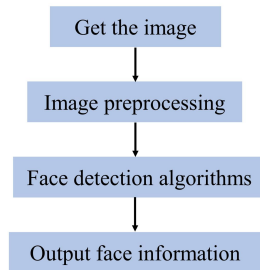 Get the image
Image preprocessing
Face detection algorithms
Output face information